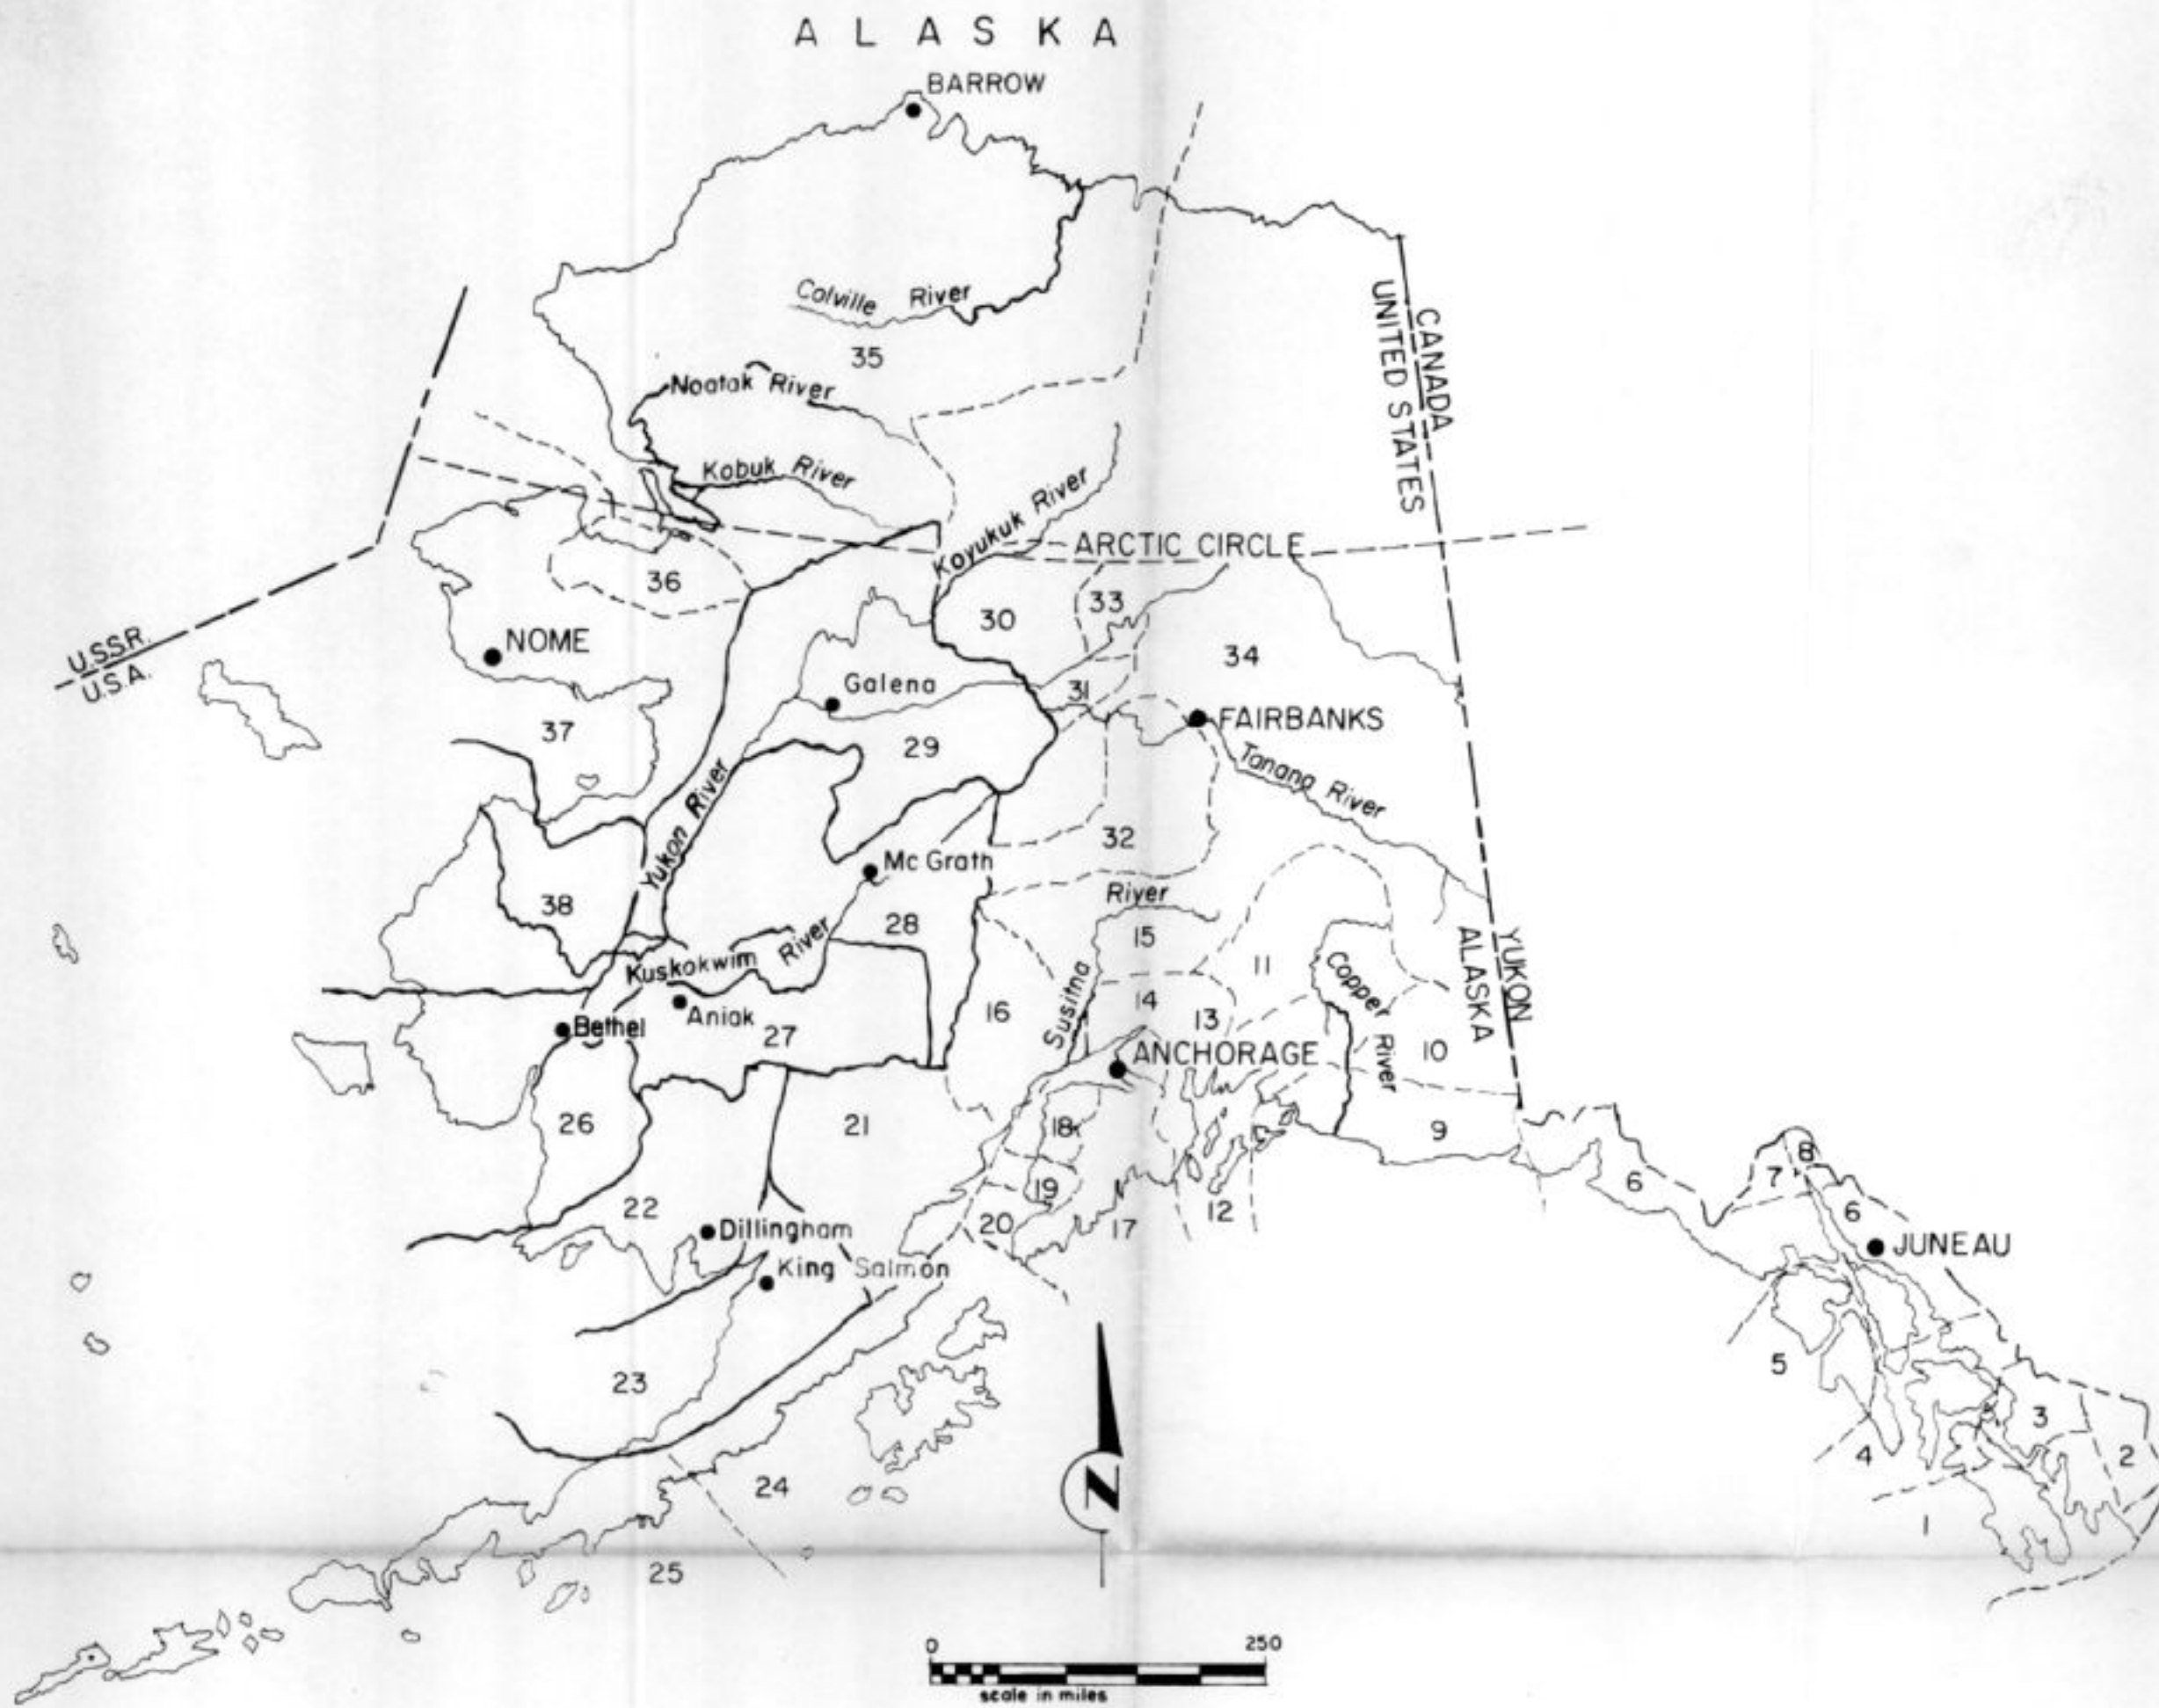 ALASKA
BARROW
Colville River
35
Noatak River
Kobuk River
Koyukuk River
CANADA
UNITED STATES
ARCTIC CIRCLE
36
30
33
34
U.S.S.R.
U.S.A.
NOME
Galena
31
FAIRBANKS
37
29
Tanana River
Yukon River
32
Mc Grath
38
28
River
15
Susitna
11
Copper River
YUKON
ALASKA
Kuskokwim River
Aniak
Bethel
27
16
14
13
ANCHORAGE
10
26
21
18
9
8
7
6
6
22
19
20
17
12
Dillingham
King Salmon
JUNEAU
23
5
3
4
2
24
1
N
25
0 250
scale in miles